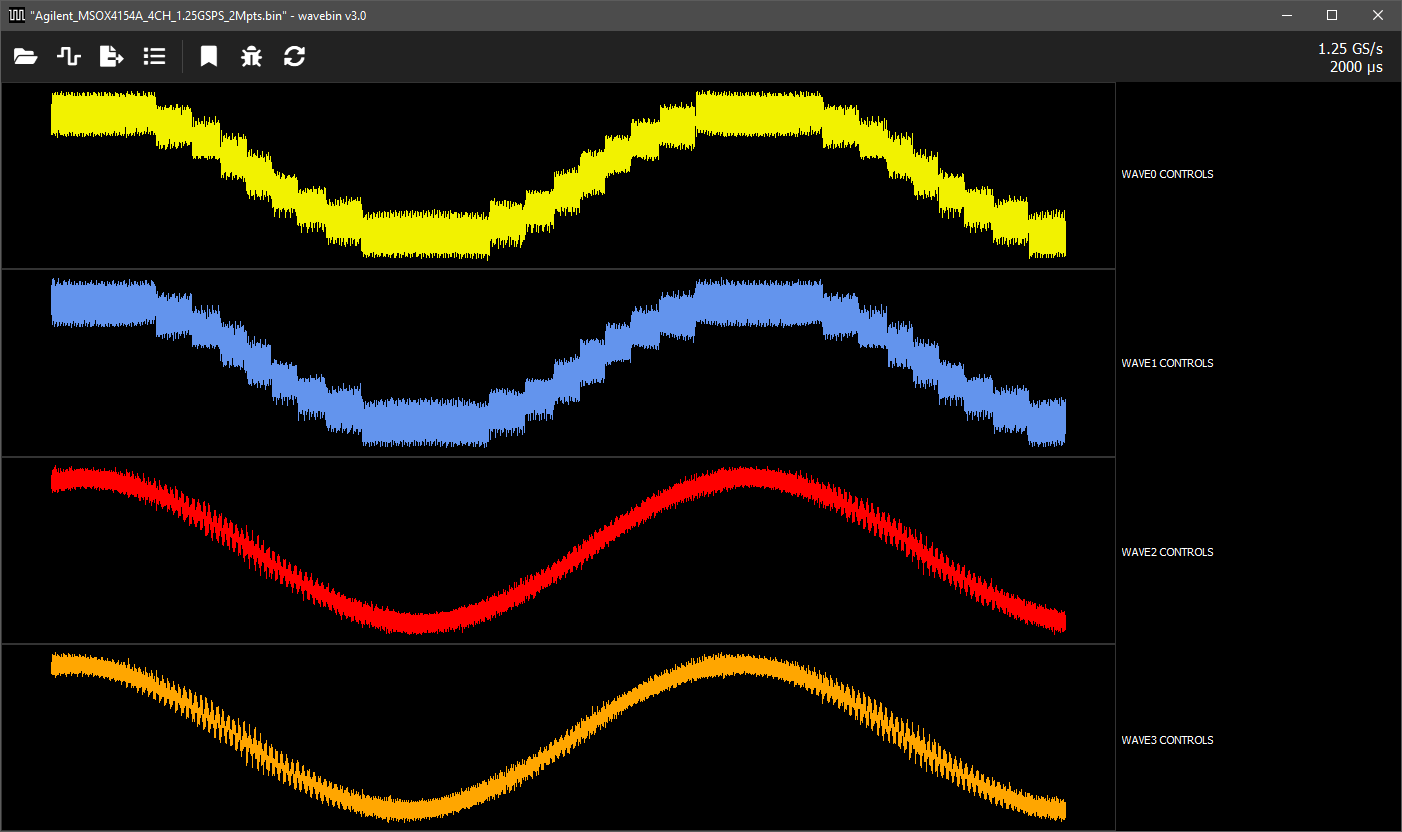 "Agilent_MSOX4154A_4CH_1.25GSPS_2Mpts.bin" - wavebin v3.0
1.25 GS/s
2000 µs
WAVE0 CONTROLS
WAVE1 CONTROLS
WAVE2 CONTROLS
WAVE3 CONTROLS